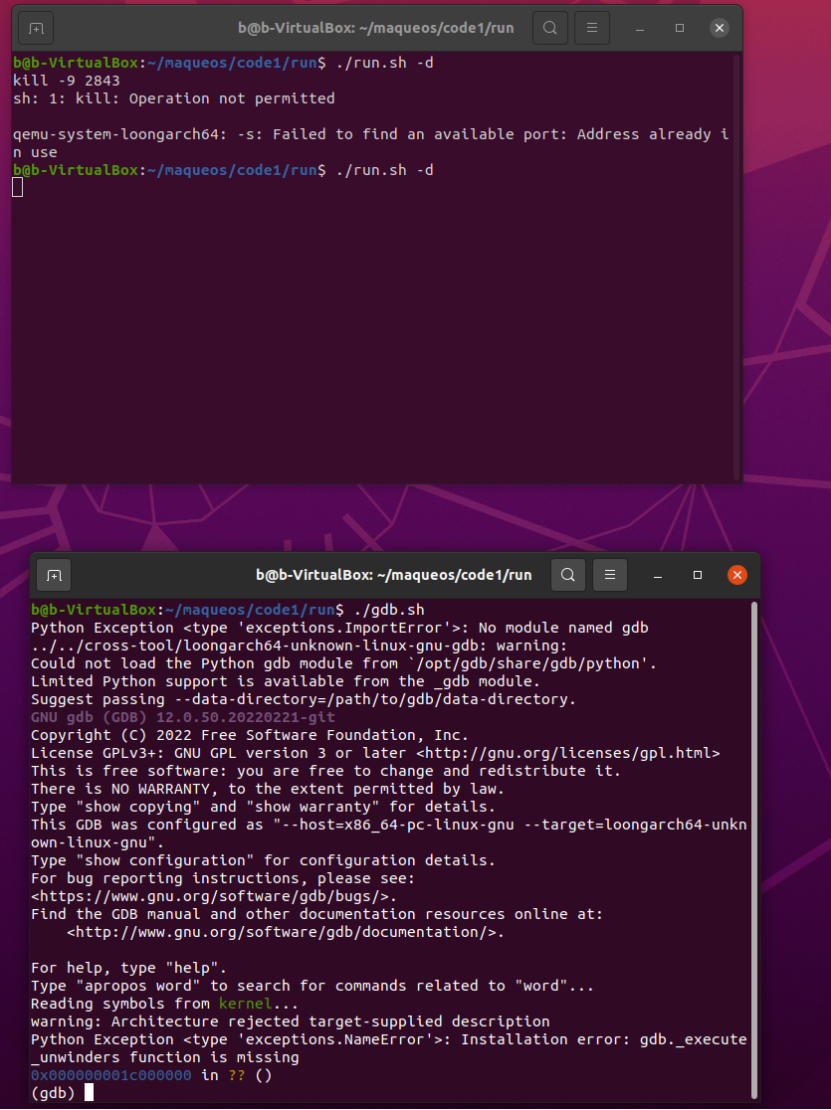 b@b-VirtualBox: ~/maqueos/code1/run
b@b-VirtualBox:~/maqueos/code1/run$ ./run.sh -d
kill -9 2843
sh: 1: kill: Operation not permitted
qemu-system-loongarch64: -s: Failed to find an available port: Address already i
n use
b@b-VirtualBox:~/maqueos/code1/run$ ./run.sh -d
b@b-VirtualBox: ~/maqueos/code1/run
b@b-VirtualBox:~/maqueos/code1/run$ ./gdb.sh
Python Exception <type 'exceptions.ImportError'>: No module named gdb
../../cross-tool/loongarch64-unknown-linux-gnu-gdb: warning:
Could not load the Python gdb module from `/opt/gdb/share/gdb/python'.
Limited Python support is available from the _gdb module.
Suggest passing --data-directory=/path/to/gdb/data-directory.
GNU gdb (GDB) 12.0.50.20220221-git
Copyright (C) 2022 Free Software Foundation, Inc.
License GPLv3+: GNU GPL version 3 or later <http://gnu.org/licenses/gpl.html>
This is free software: you are free to change and redistribute it.
There is NO WARRANTY, to the extent permitted by law.
Type "show copying" and "show warranty" for details.
This GDB was configured as "--host=x86_64-pc-linux-gnu --target=loongarch64-unkn
own-linux-gnu".
Type "show configuration" for configuration details.
For bug reporting instructions, please see:
<https://www.gnu.org/software/gdb/bugs/>.
Find the GDB manual and other documentation resources online at:
    <http://www.gnu.org/software/gdb/documentation/>.
For help, type "help".
Type "apropos word" to search for commands related to "word"...
Reading symbols from kernel...
warning: Architecture rejected target-supplied description
Python Exception <type 'exceptions.NameError'>: Installation error: gdb._execute
_unwinders function is missing
0x000000001c000000 in ?? ()
(gdb)